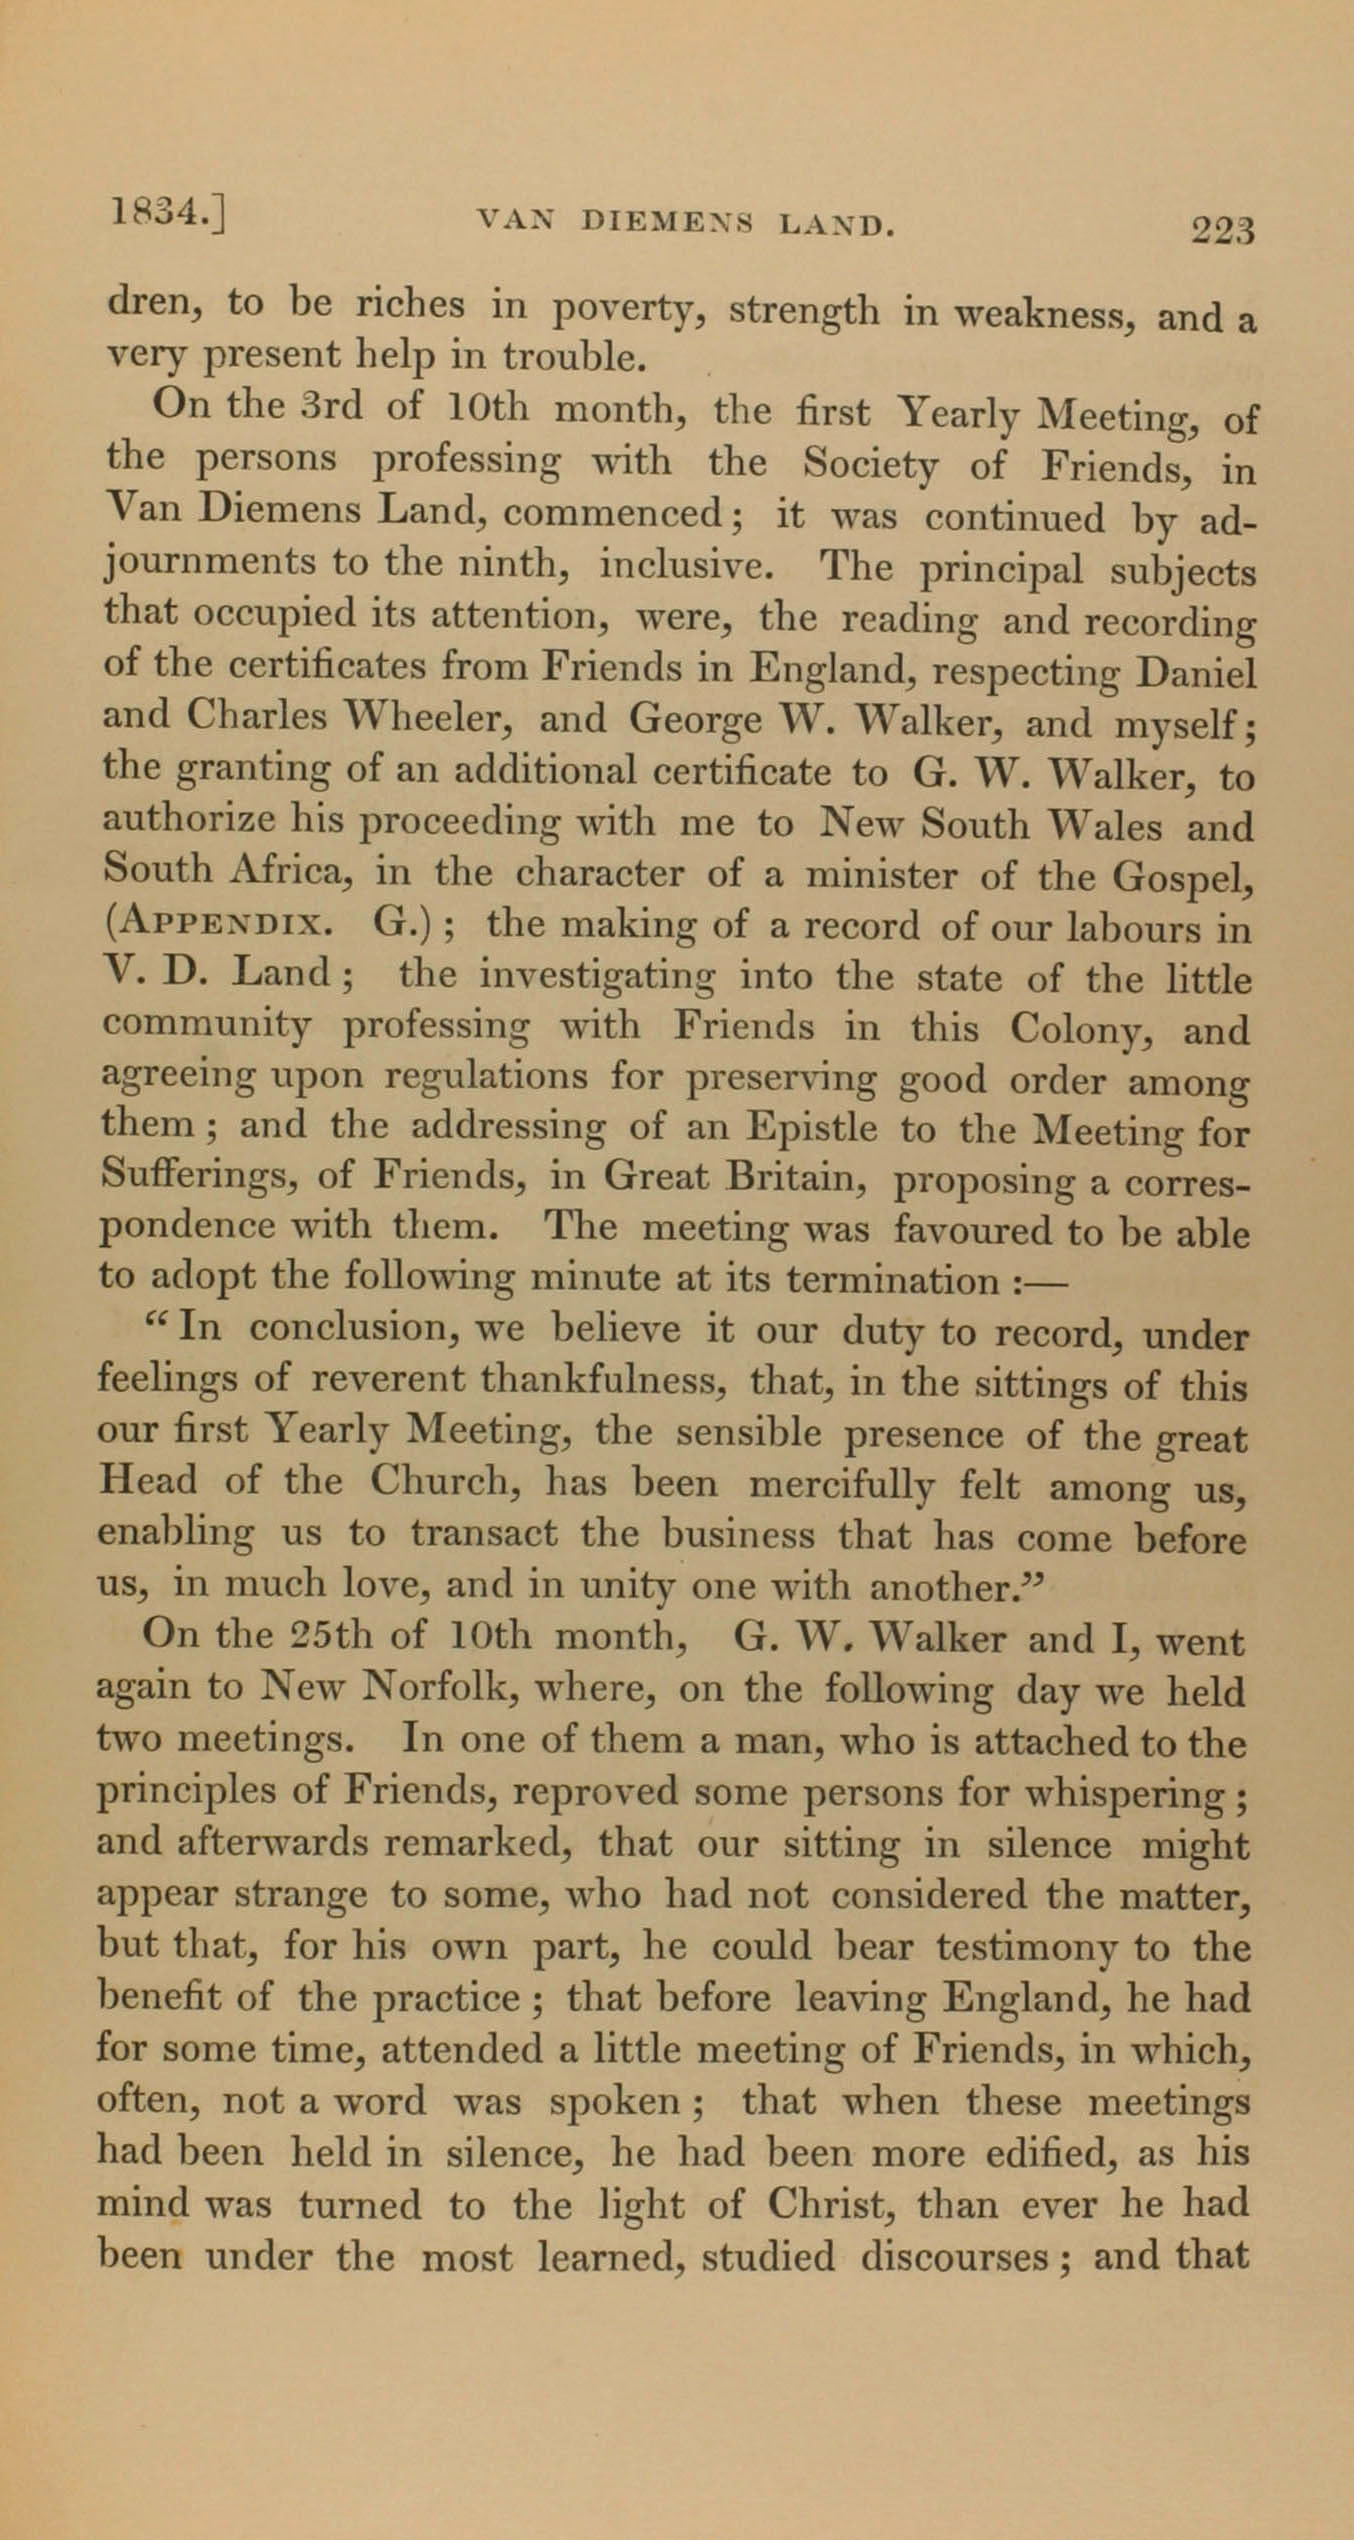 1834.] VAN DIEMENS LAND. 223
dren, to be riches in poverty, strength in weakness, and a
very present help in trouble.
On the 3rd of 10th month, the first Yearly Meeting, of
the persons professing with the Society of Friends, in
Van Diemens Land, commenced; it was continued by ad-
journments to the ninth, inclusive. The principal subjects
that occupied its attention, were, the reading and recording
of the certificates from Friends in England, respecting Daniel
and Charles Wheeler, and George W. Walker, and myself;
the granting of an additional certificate to G. W. Walker, to
authorize his proceeding with me to New South Wales and
South Africa, in the character of a minister of the Gospel,
(APPENDIX. G.); the making of a record of our labours in
V. D. Land; the investigating into the state of the little
community professing with Friends in this Colony, and
agreeing upon regulations for preserving good order among
them; and the addressing of an Epistle to the Meeting for
Sufferings, of Friends, in Great Britain, proposing a corres-
pondence with them. The meeting was favoured to be able
to adopt the following minute at its termination :—
"In conclusion, we believe it our duty to record, under
feelings of reverent thankfulness, that, in the sittings of this
our first Yearly Meeting, the sensible presence of the great
Head of the Church, has been mercifully felt among us,
enabling us to transact the business that has come before
us, in much love, and in unity one with another."
On the 25th of 10th month, G. W. Walker and I, went
again to New Norfolk, where, on the following day we held
two meetings. In one of them a man, who is attached to the
principles of Friends, reproved some persons for whispering;
and afterwards remarked, that our sitting in silence might
appear strange to some, who had not considered the matter,
but that, for his own part, he could bear testimony to the
benefit of the practice; that before leaving England, he had
for some time, attended a little meeting of Friends, in which,
often, not a word was spoken; that when these meetings
had been held in silence, he had been more edified, as his
mind was turned to the light of Christ, than ever he had
been under the most learned, studied discourses; and that